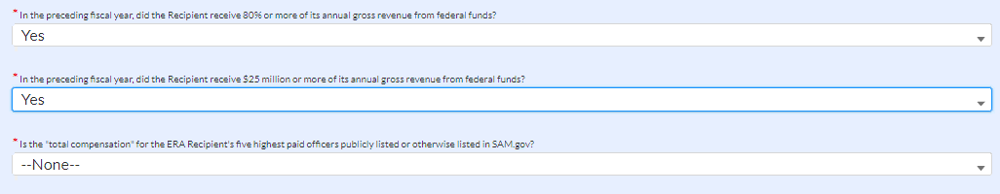 * In the preceding fiscal year, did the Recipient receive 80% or more of its annual gross revenue from federal funds?
Yes
* In the preceding fiscal year, did the Recipient receive $25 million or more of its annual gross revenue from federal funds?
Yes
* Is the "total compensation" for the ERA Recipient's five highest paid officers publicly listed or otherwise listed in SAM.gov?
--None--